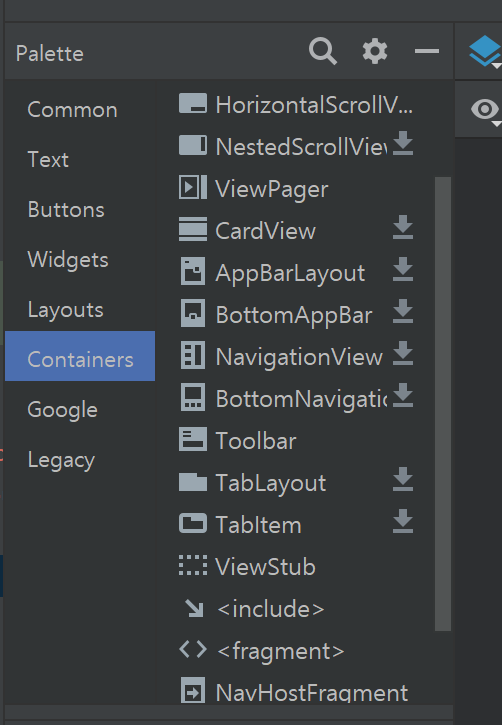 Palette
Common
Text
Buttons
Widgets
Layouts
Containers
Google
Legacy
HorizontalScrollV...
NestedScrollView
ViewPager
CardView
AppBarLayout
BottomAppBar
NavigationView
BottomNavigatio
Toolbar
TabLayout
TabItem
ViewStub
<include>
<fragment>
NavHostFragment